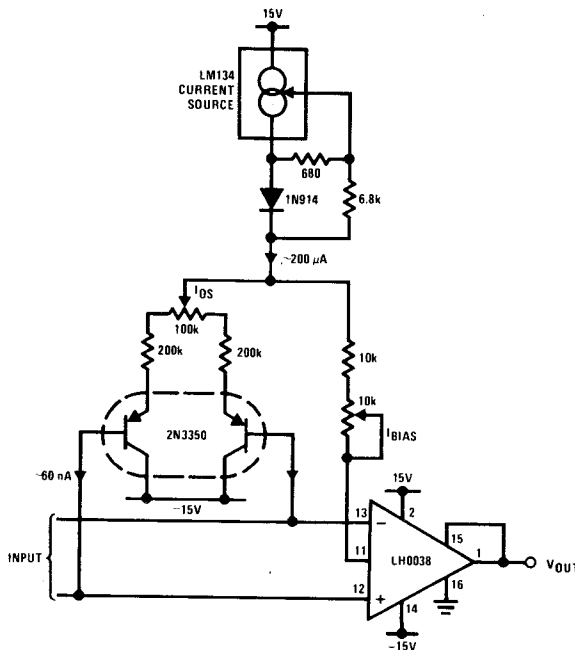 15V
LM134
CURRENT
SOURCE
680
1N914
6.8k
~200 µA
IOS
100k
200k
200k
10k
10k
IBIAS
2N3350
~60 nA
−15V
15V
INPUT
13
−
2
15
11
LH0038
1
VOUT
12
+
16
14
−15V